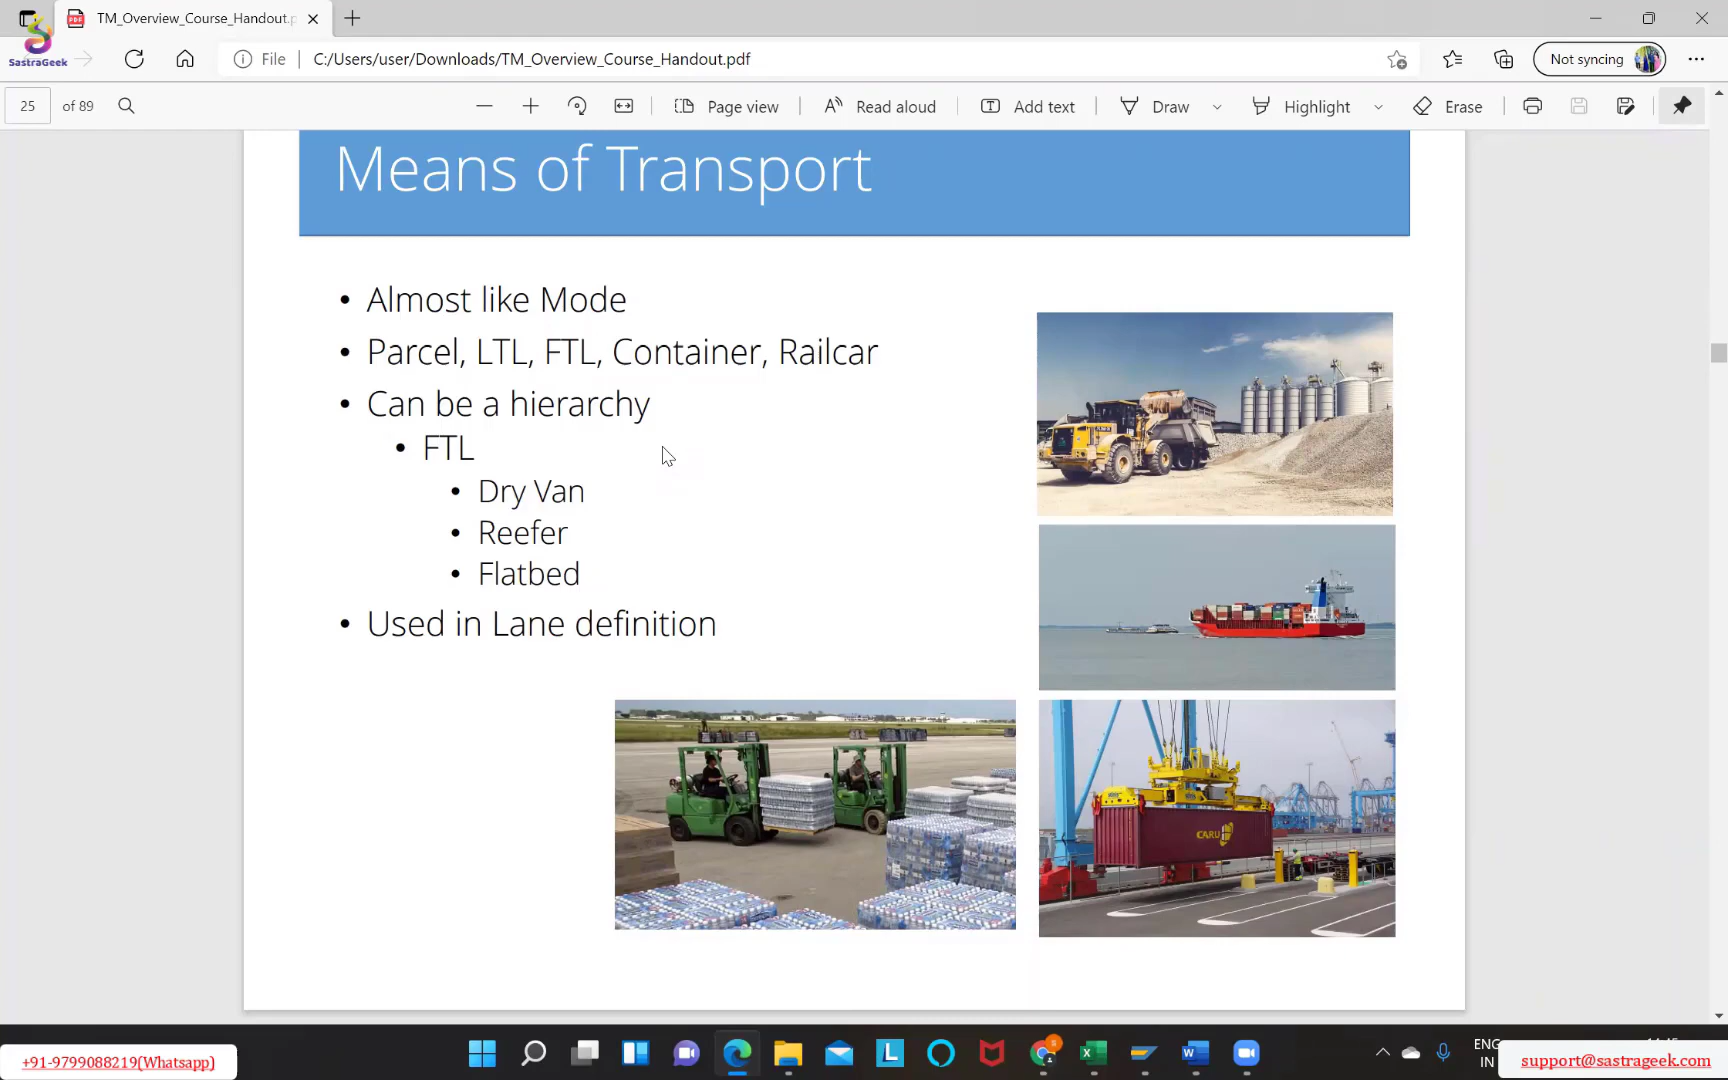 TM_Overview_Course_Handout.p
SastraGeek
File
C:/Users/user/Downloads/TM_Overview_Course_Handout.pdf
Not syncing
25 of 89
Page view
Read aloud
Add text
Draw
Highlight
Erase
Means of Transport
• Almost like Mode
• Parcel, LTL, FTL, Container, Railcar
• Can be a hierarchy
• FTL
• Dry Van
• Reefer
• Flatbed
• Used in Lane definition
CARU
+91-9799088219(Whatsapp)
ENG
IN
support@sastrageek.com